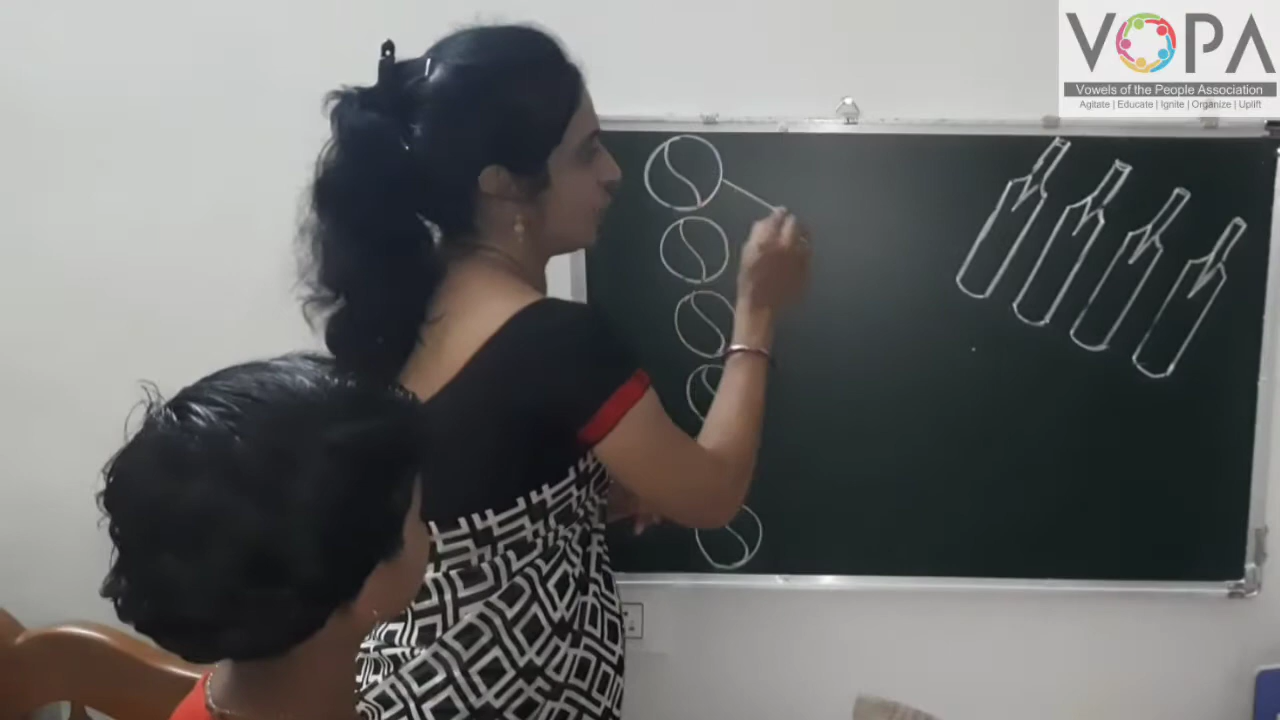 VOPA
Vowels of the People Association
Agitate | Educate | Ignite | Organize | Uplift